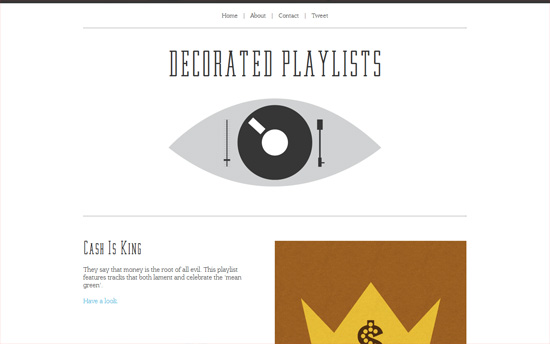 Home | About | Contact | Tweet
DECORATED PLAYLISTS
Cash Is King
They say that money is the root of all evil. This playlist
features tracks that both lament and celebrate the 'mean
green'.
Have a look.
$